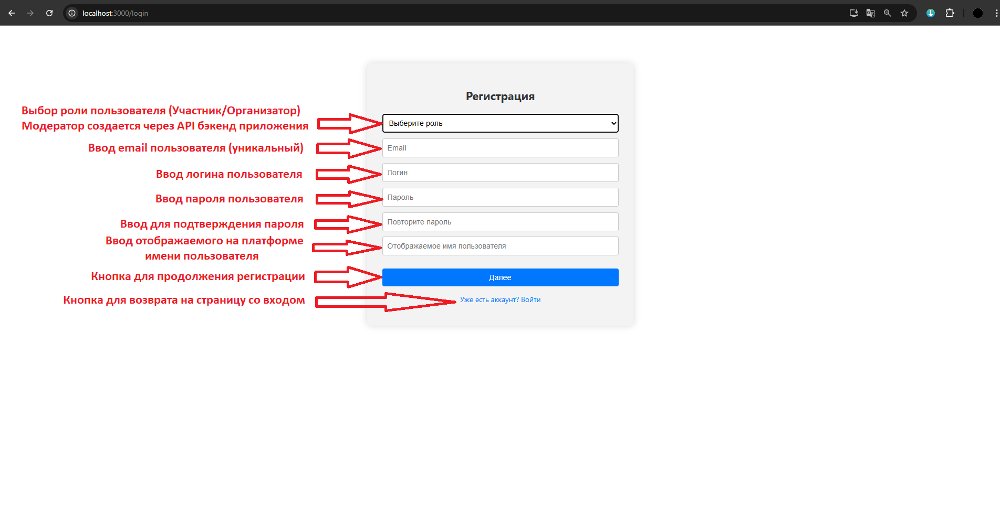 localhost:3000/login
Регистрация
Выбор роли пользователя (Участник/Организатор)
Модератор создается через API бэкенд приложения
Выберите роль
Ввод email пользователя (уникальный)
Email
Ввод логина пользователя
Логин
Ввод пароля пользователя
Пароль
Ввод для подтверждения пароля
Повторите пароль
Ввод отображаемого на платформе
имени пользователя
Отображаемое имя пользователя
Кнопка для продолжения регистрации
Далее
Кнопка для возврата на страницу со входом
Уже есть аккаунт? Войти